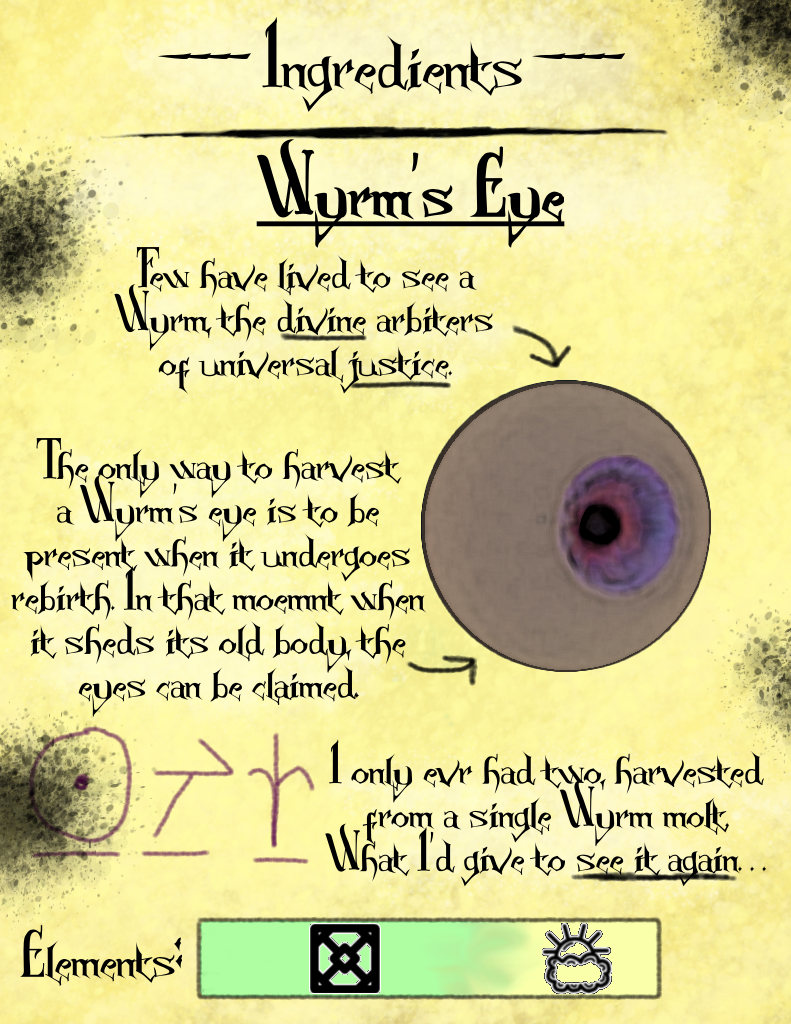 Ingredients
Wyrm's Eye
Few have lived to see a
Wyrm, the divine arbiters
of universal justice.
The only way to harvest
a Wyrm's eye is to be
present when it undergoes
rebirth. In that moemnt when
it sheds its old body, the
eyes can be claimed.
I only evr had two, harvested
from a single Wyrm molt.
What I'd give to see it again...
Elements: